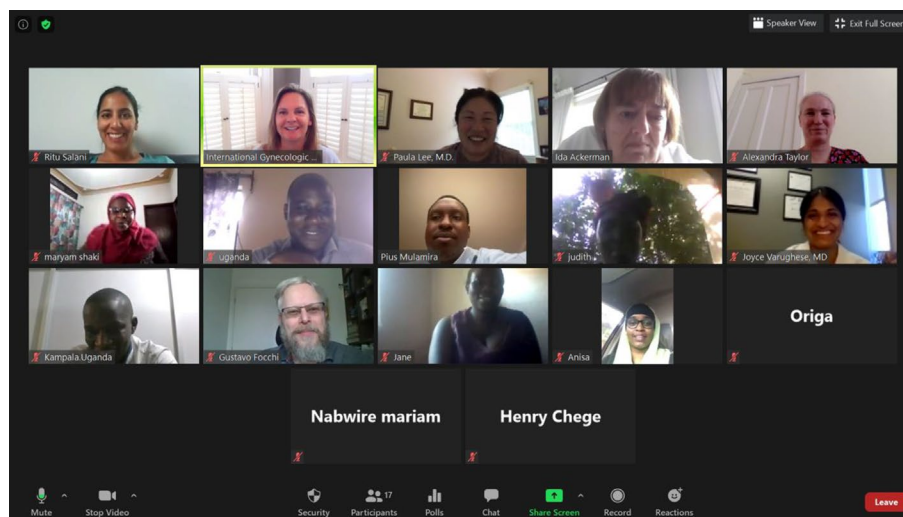 Speaker View
Exit Full Screen
Ritu Salani
International Gynecologic ...
Paula Lee, M.D.
Ida Ackerman
Alexandra Taylor
maryam shaki
uganda
Pius Mulamira
judith
Joyce Varughese, MD
Kampala.Uganda
Gustavo Focchi
Jane
Anisa
Origa
Nabwire mariam
Henry Chege
17
Mute
Stop Video
Security
Participants
Polls
Chat
Share Screen
Record
Reactions
Leave